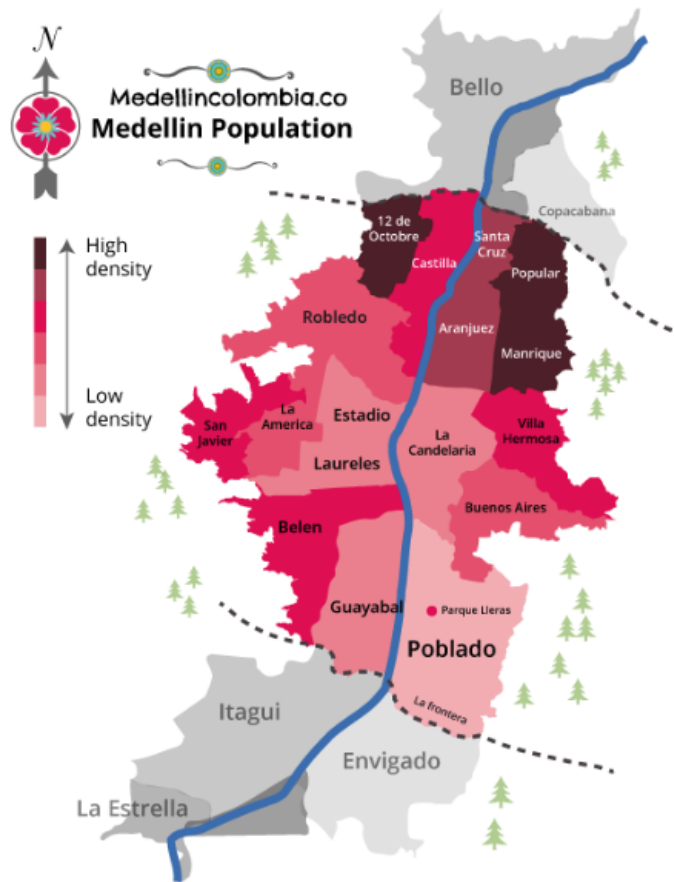 N
Medellincolombia.co
Medellin Population
High
density
Low
density
Bello
Copacabana
12 de
Octobre
Castilla
Santa
Cruz
Popular
Robledo
Aranjuez
Manrique
San
Javier
La
America
Estadio
Laureles
La
Candelaria
Villa
Hermosa
Buenos Aires
Belen
Guayabal
Parque Lleras
Poblado
La frontera
Itagui
Envigado
La Estrella